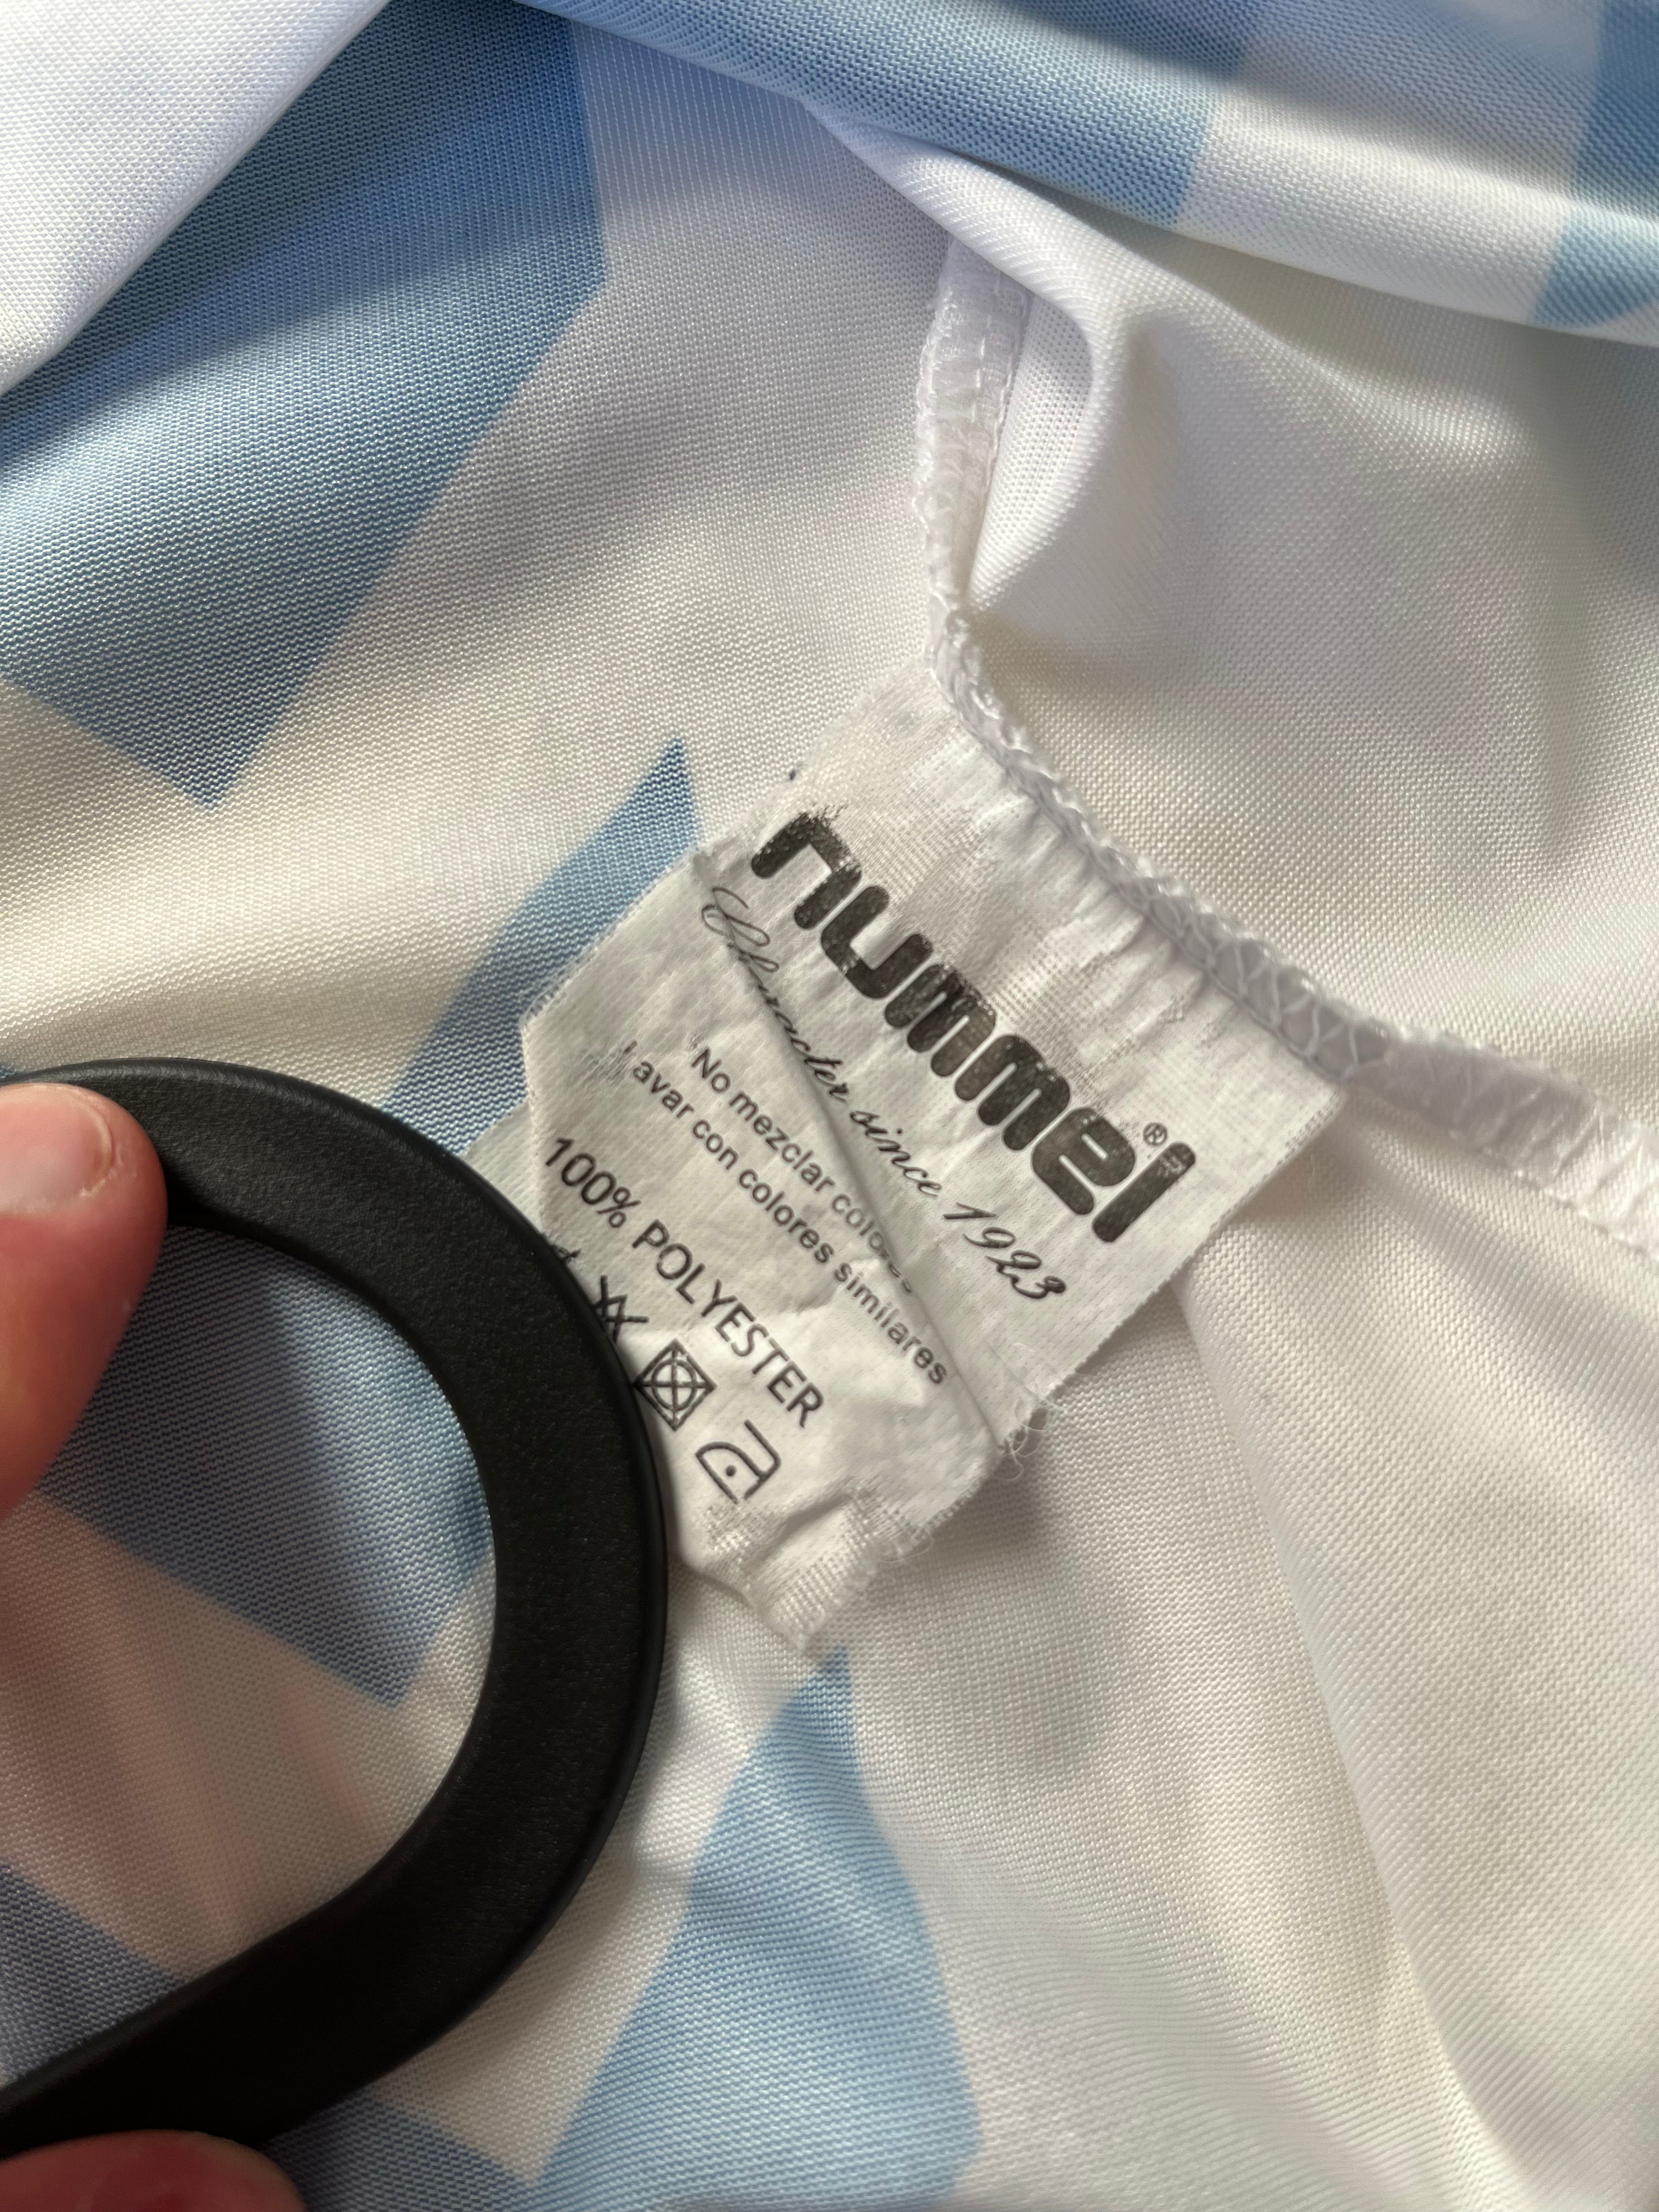 hummel®
Character since 1923
No mezclar colores
Lavar con colores similares
100% POLYESTER